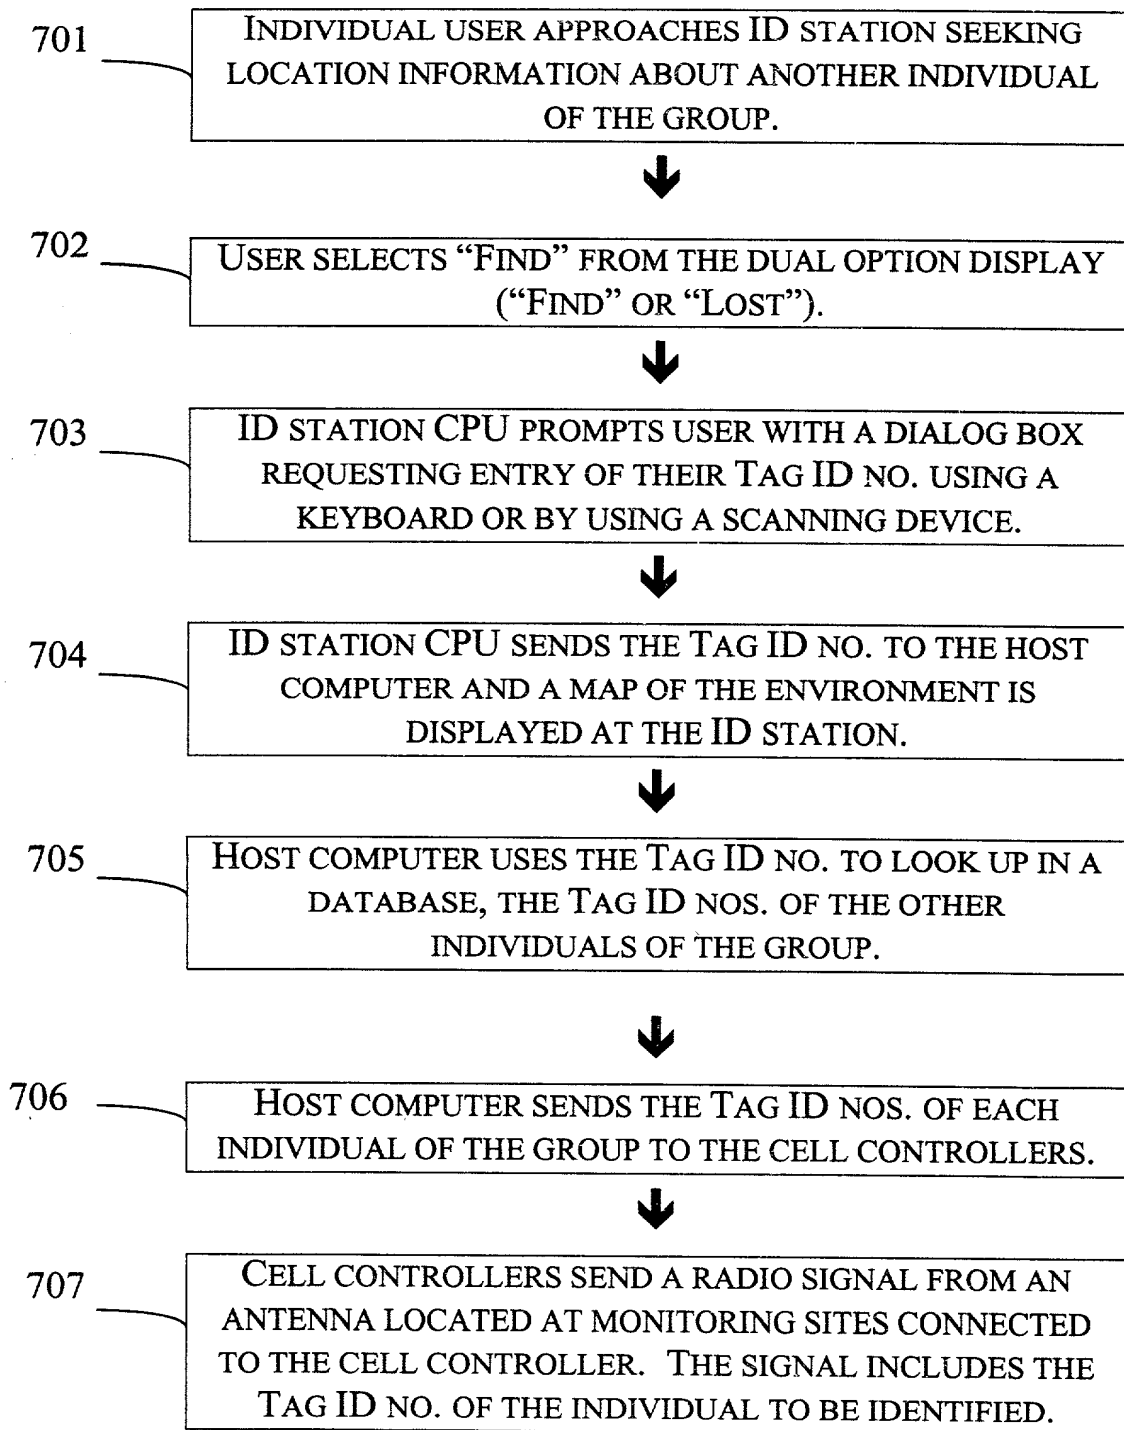 701
INDIVIDUAL USER APPROACHES ID STATION SEEKING
LOCATION INFORMATION ABOUT ANOTHER INDIVIDUAL
OF THE GROUP.
702
USER SELECTS “FIND” FROM THE DUAL OPTION DISPLAY
(“FIND” OR “LOST”).
703
ID STATION CPU PROMPTS USER WITH A DIALOG BOX
REQUESTING ENTRY OF THEIR TAG ID NO. USING A
KEYBOARD OR BY USING A SCANNING DEVICE.
704
ID STATION CPU SENDS THE TAG ID NO. TO THE HOST
COMPUTER AND A MAP OF THE ENVIRONMENT IS
DISPLAYED AT THE ID STATION.
705
HOST COMPUTER USES THE TAG ID NO. TO LOOK UP IN A
DATABASE, THE TAG ID NOS. OF THE OTHER
INDIVIDUALS OF THE GROUP.
706
HOST COMPUTER SENDS THE TAG ID NOS. OF EACH
INDIVIDUAL OF THE GROUP TO THE CELL CONTROLLERS.
707
CELL CONTROLLERS SEND A RADIO SIGNAL FROM AN
ANTENNA LOCATED AT MONITORING SITES CONNECTED
TO THE CELL CONTROLLER. THE SIGNAL INCLUDES THE
TAG ID NO. OF THE INDIVIDUAL TO BE IDENTIFIED.